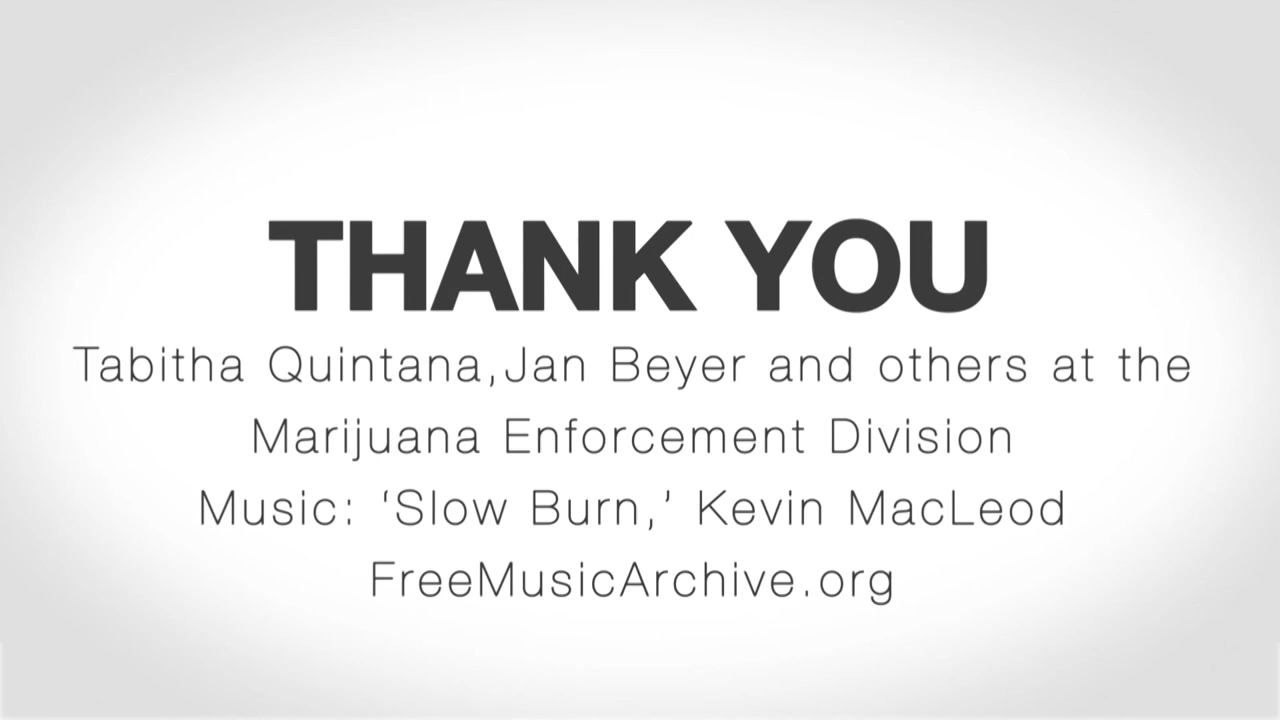 THANK YOU
Tabitha Quintana,Jan Beyer and others at the
Marijuana Enforcement Division
Music: ‘Slow Burn,’ Kevin MacLeod
FreeMusicArchive.org